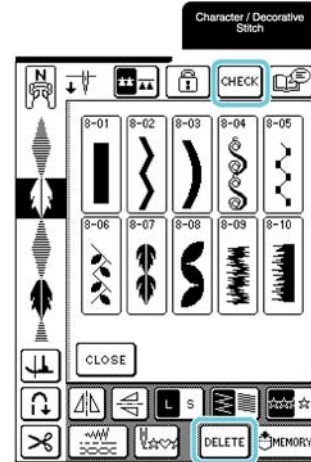 Character / Decorative
Stitch
N
CHECK
8-01 8-02 8-03 8-04 8-05
8-06 8-07 8-08 8-09 8-10
CLOSE
L S
DELETE MEMORY